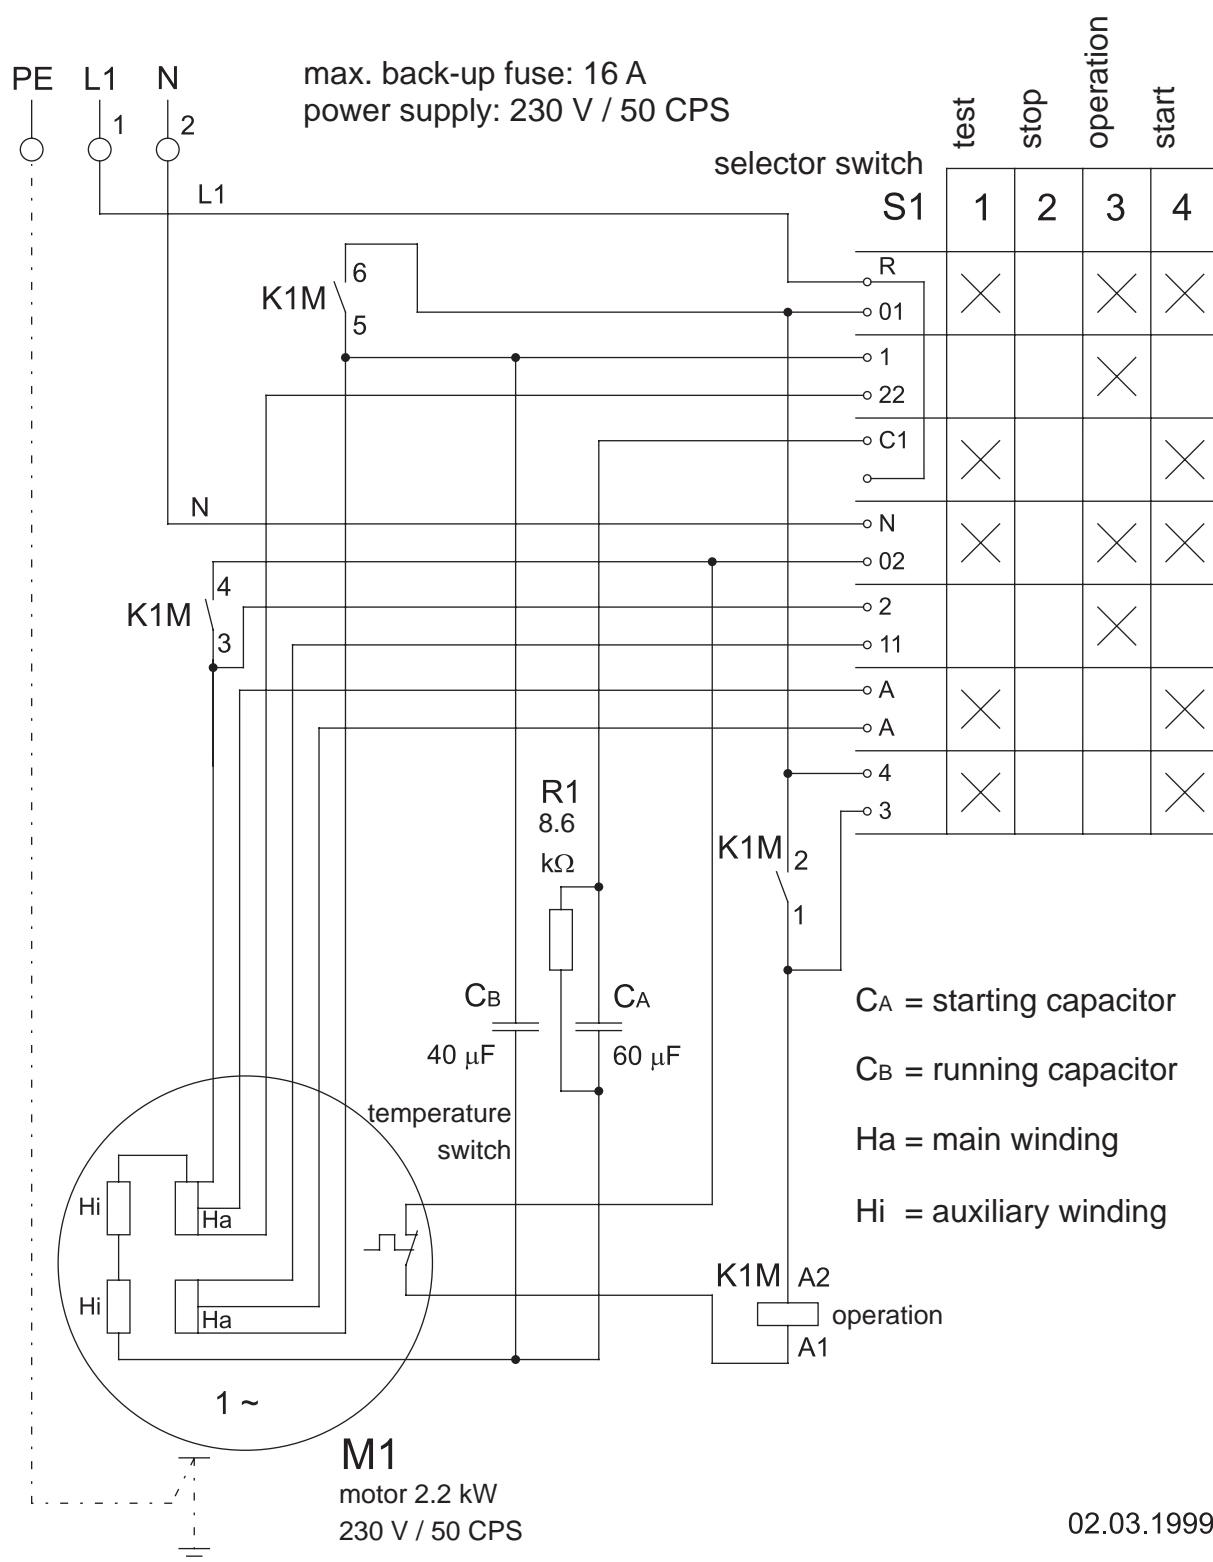 PE L1 N
max. back-up fuse: 16 A
power supply: 230 V / 50 CPS
1
2
test
stop
operation
start
selector switch
S1 1 2 3 4
L1
R
01
6
K1M
5
1
22
C1
N
N
02
4
K1M
3
2
11
A
A
4
3
R1
8.6
kΩ
K1M 2
1
CB
40 µF
CA
60 µF
CA = starting capacitor
CB = running capacitor
Ha = main winding
Hi = auxiliary winding
temperature
switch
Hi
Ha
Hi
Ha
K1M A2
operation
A1
1 ~
M1
motor 2.2 kW
230 V / 50 CPS
02.03.1999